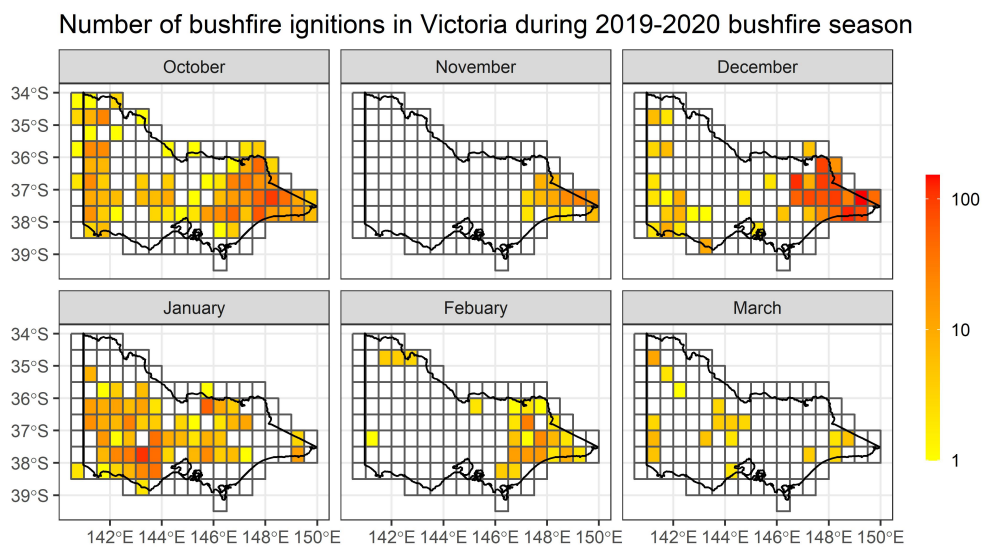 Number of bushfire ignitions in Victoria during 2019-2020 bushfire season
October November December
34°S
35°S
36°S
37°S
38°S
39°S
100
10
1
January Febuary March
34°S
35°S
36°S
37°S
38°S
39°S
142°E 144°E 146°E 148°E 150°E 142°E 144°E 146°E 148°E 150°E 142°E 144°E 146°E 148°E 150°E